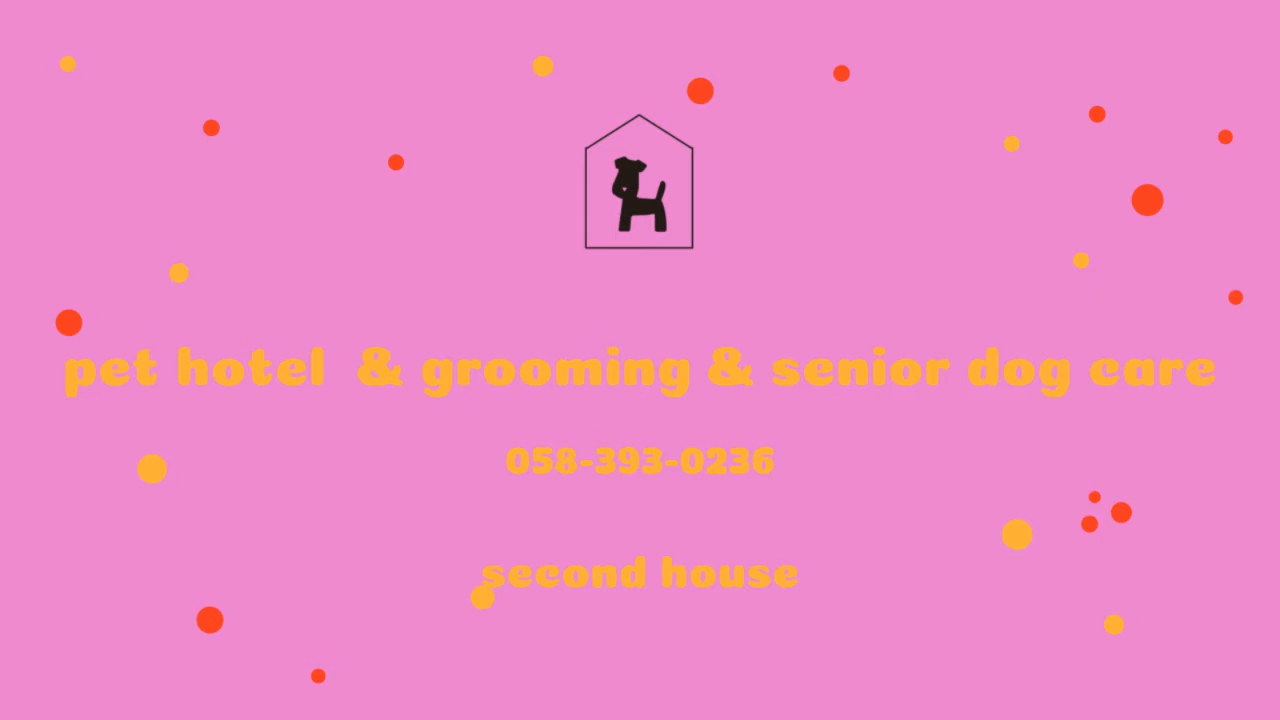 pet hotel & grooming & senior dog care
058-393-0236
second house